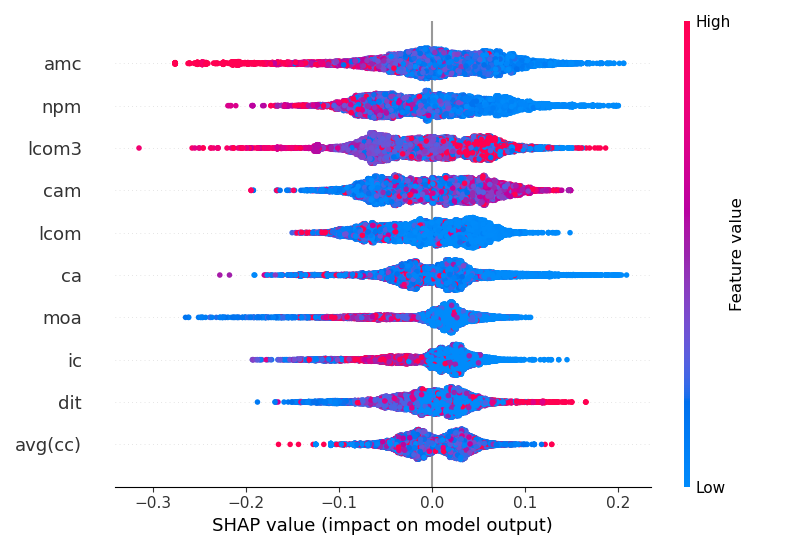 High
amc
npm
lcom3
cam
lcom
ca
moa
ic
dit
avg(cc)
Feature value
Low
−0.3 −0.2 −0.1 0.0 0.1 0.2
SHAP value (impact on model output)